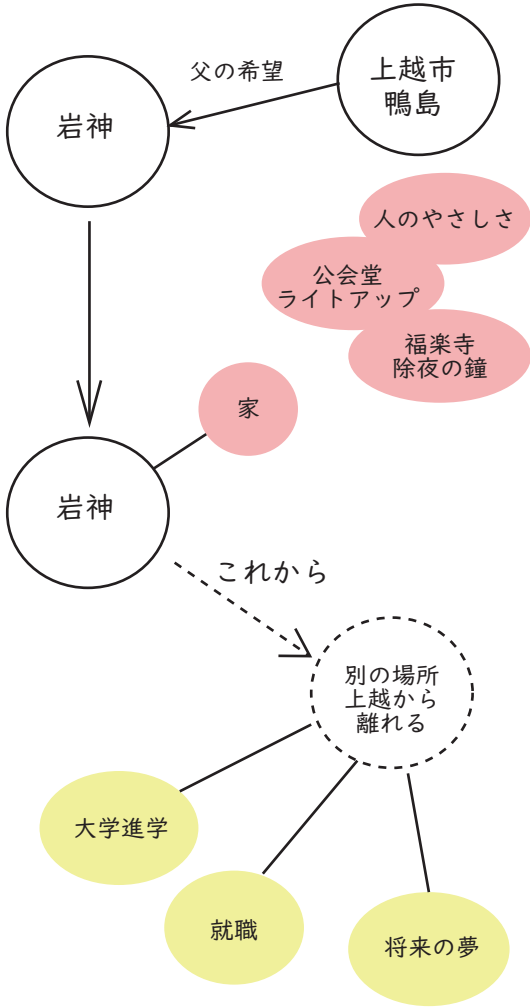 父の希望
上越市
鴨島
岩神
人のやさしさ
公会堂
ライトアップ
福楽寺
除夜の鐘
家
岩神
これから
別の場所
上越から
離れる
大学進学
就職
将来の夢